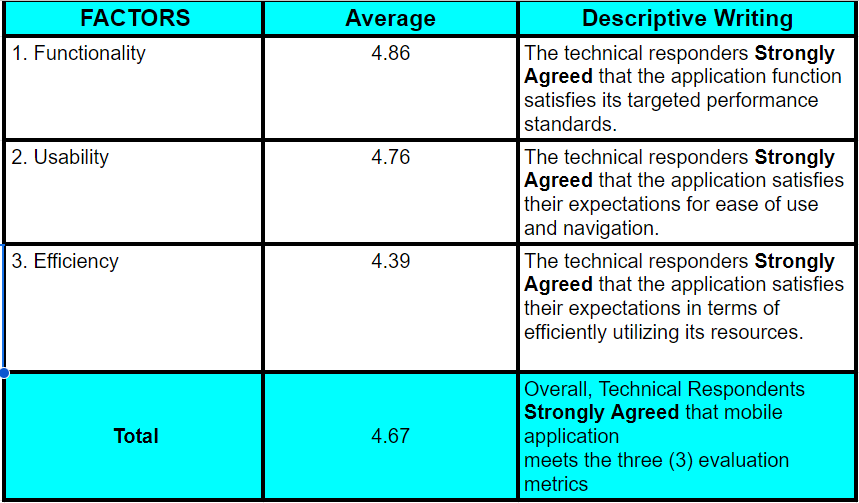 FACTORS Average Descriptive Writing
1. Functionality 4.86 The technical responders Strongly
Agreed that the application function
satisfies its targeted performance
standards.
2. Usability 4.76 The technical responders Strongly
Agreed that the application satisfies
their expectations for ease of use
and navigation.
3. Efficiency 4.39 The technical responders Strongly
Agreed that the application satisfies
their expectations in terms of
efficiently utilizing its resources.
Total 4.67 Overall, Technical Respondents
Strongly Agreed that mobile
application
meets the three (3) evaluation
metrics